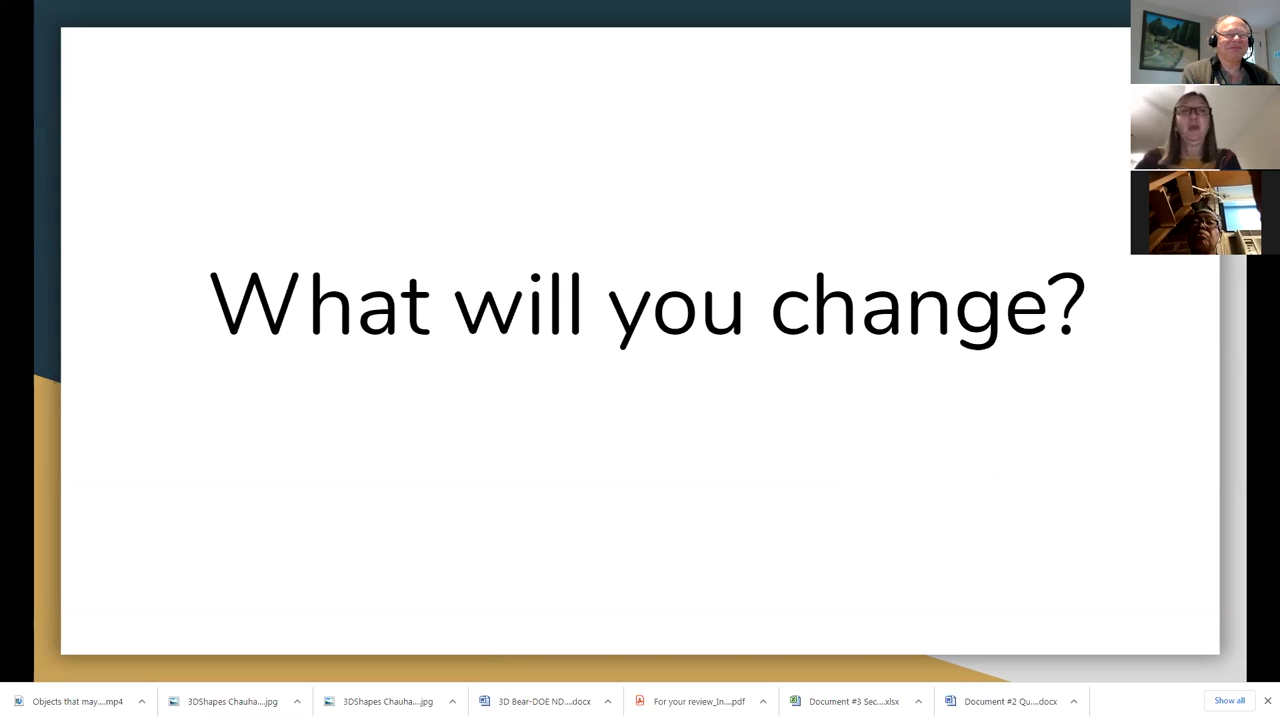 What will you change?
Objects that may....mp4
3DShapes Chauha....jpg
3DShapes Chauha....jpg
3D Bear-DOE ND....docx
For your review_In....pdf
Document #3 Sec....xlsx
Document #2 Qu....docx
Show all